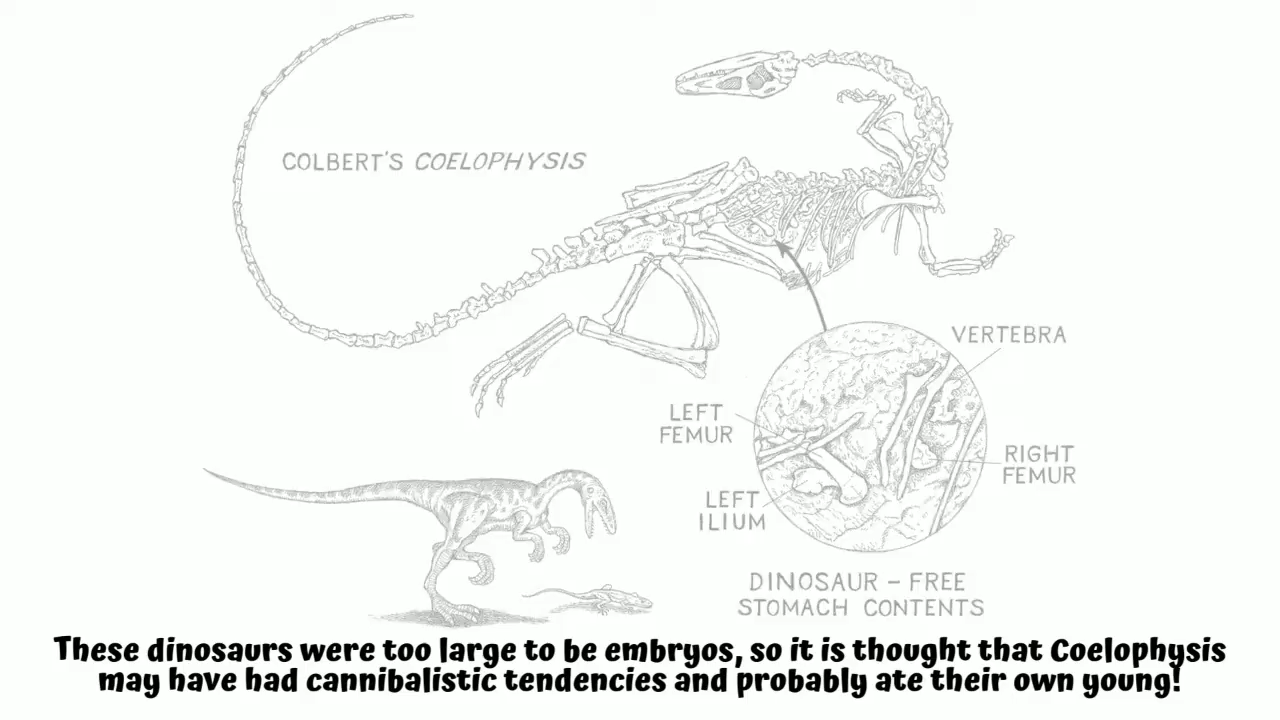 COLBERT'S COELOPHYSIS
VERTEBRA
LEFT
FEMUR
RIGHT
FEMUR
LEFT
ILIUM
DINOSAUR – FREE
STOMACH CONTENTS
These dinosaurs were too large to be embryos, so it is thought that Coelophysis
may have had cannibalistic tendencies and probably ate their own young!